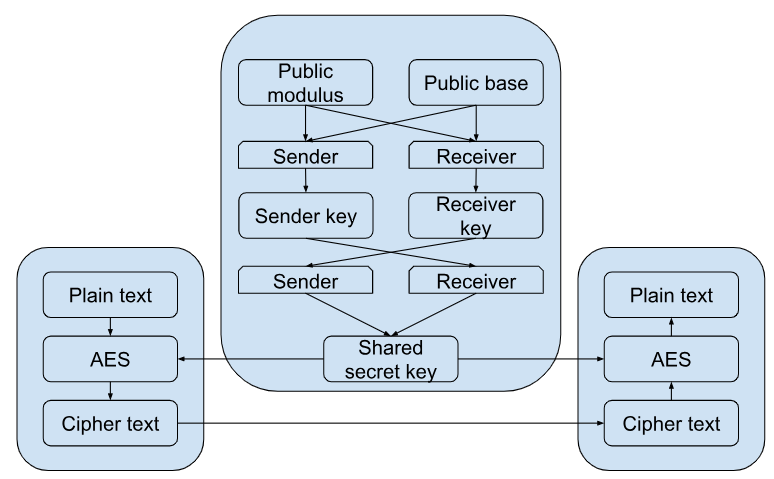 Public
modulus
Public base
Sender
Receiver
Sender key
Receiver
key
Sender
Receiver
Shared
secret key
Plain text
AES
Cipher text
Plain text
AES
Cipher text